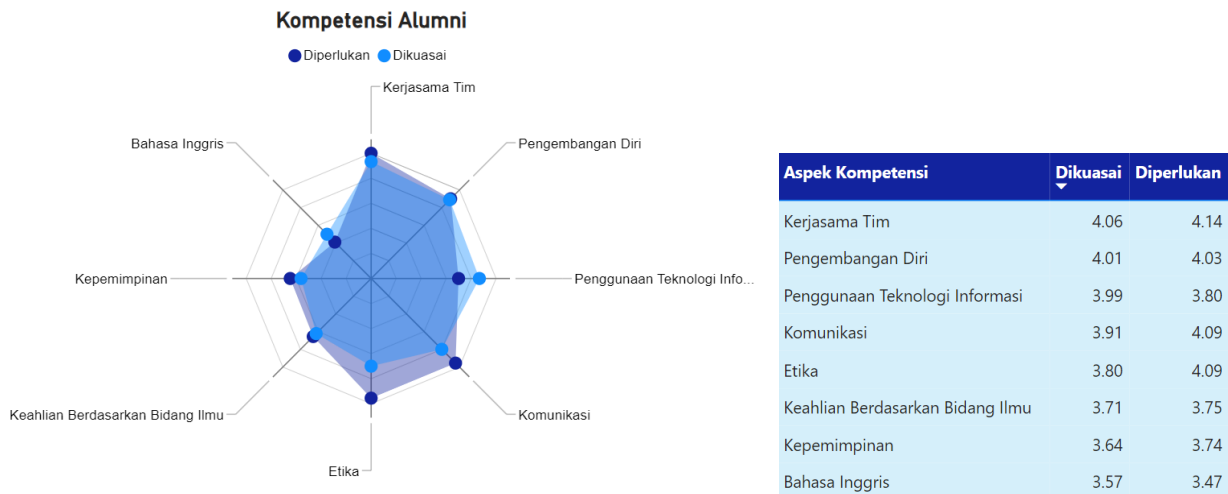 Kompetensi Alumni
Diperlukan Dikuasai
Kerjasama Tim
Bahasa Inggris
Pengembangan Diri
Kepemimpinan
Penggunaan Teknologi Info...
Keahlian Berdasarkan Bidang Ilmu
Komunikasi
Etika
Aspek Kompetensi Dikuasai Diperlukan
Kerjasama Tim 4.06 4.14
Pengembangan Diri 4.01 4.03
Penggunaan Teknologi Informasi 3.99 3.80
Komunikasi 3.91 4.09
Etika 3.80 4.09
Keahlian Berdasarkan Bidang Ilmu 3.71 3.75
Kepemimpinan 3.64 3.74
Bahasa Inggris 3.57 3.47